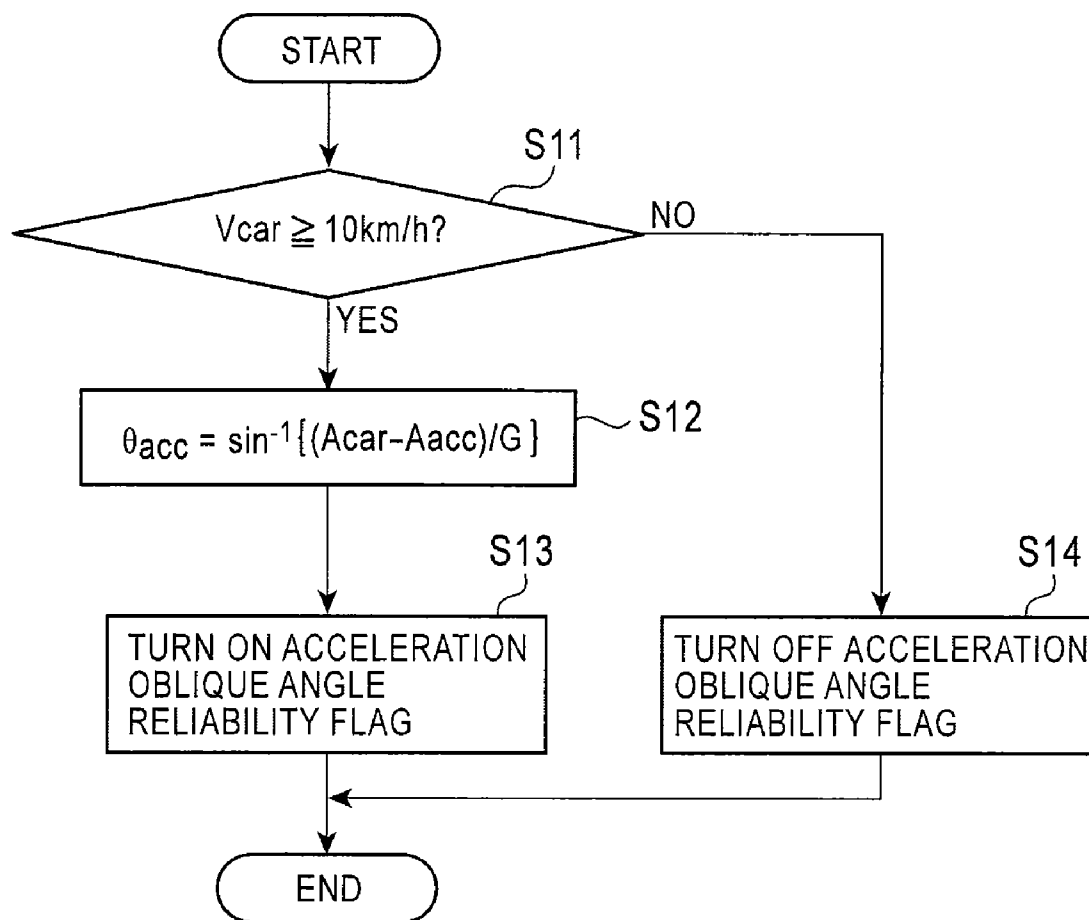 START
S11
Vcar ≧ 10km/h?
NO
YES
S12
θacc = sin⁻¹{(Acar–Aacc)/G}
S13
TURN ON ACCELERATION
OBLIQUE ANGLE
RELIABILITY FLAG
S14
TURN OFF ACCELERATION
OBLIQUE ANGLE
RELIABILITY FLAG
END